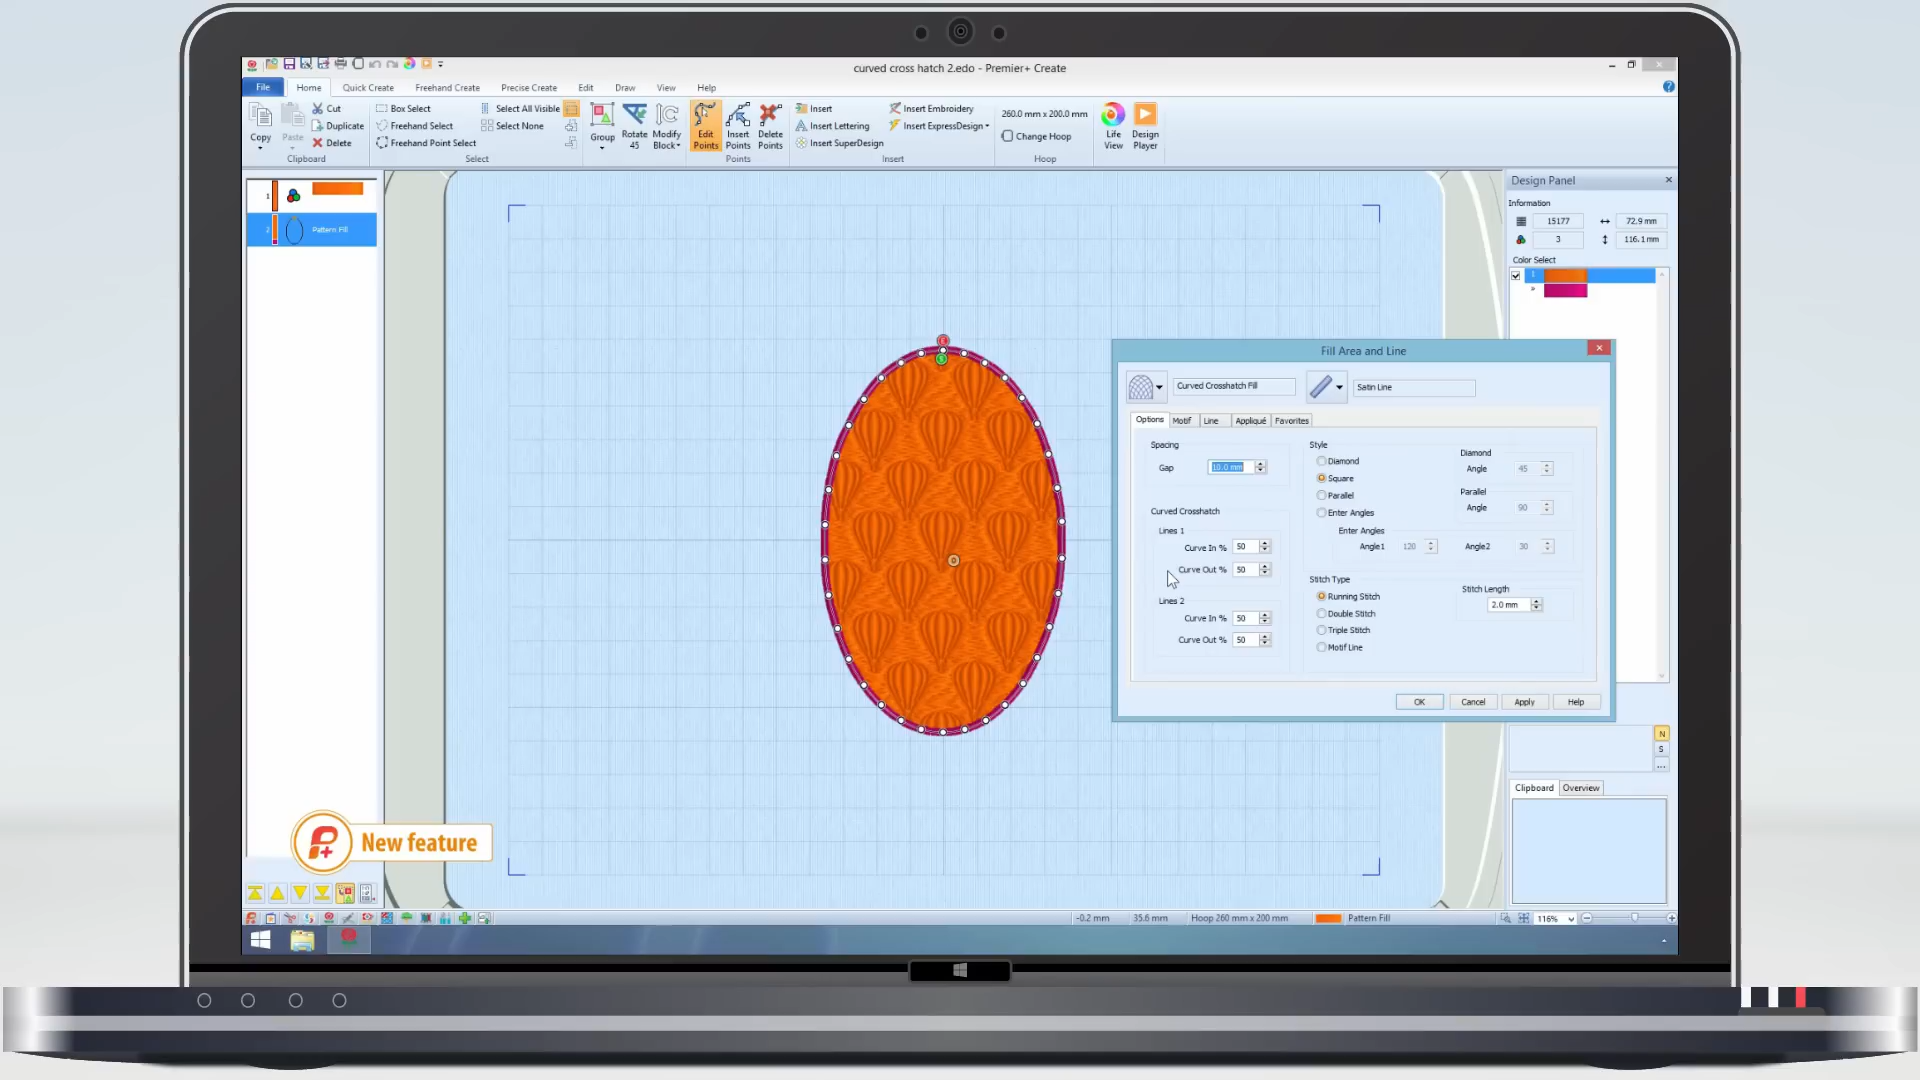 curved cross hatch 2.edo - Premier+ Create
File Home Quick Create Freehand Create Precise Create Edit Draw View Help
Copy
Paste
Cut
Duplicate
Delete
Clipboard
Box Select
Freehand Select
Freehand Point Select
Select All Visible
Select None
Select
Group
Rotate
45
Modify
Block
Edit
Points
Insert
Points
Delete
Points
Points
Insert
Insert Lettering
Insert SuperDesign
Insert Embroidery
Insert ExpressDesign
Insert
260.0 mm x 200.0 mm
Change Hoop
Hoop
Life
View
Design
Player
1
2 Pattern Fill
Design Panel
Information
15177 72.9 mm
3 116.1 mm
Color Select
1
»
Fill Area and Line
Curved Crosshatch Fill
Satin Line
Options Motif Line Appliqué Favorites
Spacing
Gap 10.0 mm
Curved Crosshatch
Lines 1
Curve In % 50
Curve Out % 50
Lines 2
Curve In % 50
Curve Out % 50
Style
Diamond
Square
Parallel
Enter Angles
Diamond
Angle 45
Parallel
Angle 90
Enter Angles
Angle1 120 Angle2 30
Stitch Type
Running Stitch
Double Stitch
Triple Stitch
Motif Line
Stitch Length
2.0 mm
OK Cancel Apply Help
N
S
...
Clipboard Overview
P+ New feature
-0.2 mm 35.6 mm Hoop 260 mm x 200 mm Pattern Fill 116%